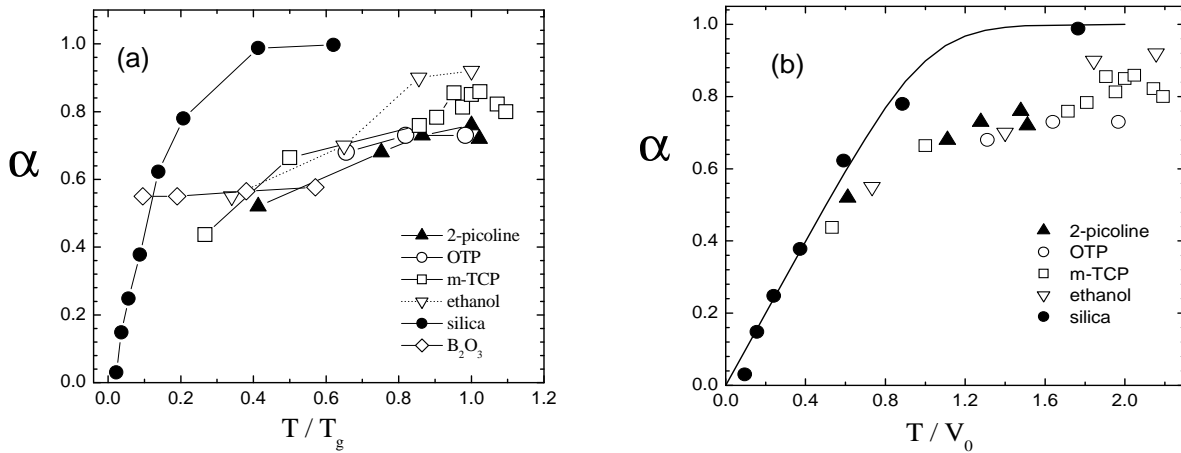 (a)
α
1.0
0.8
0.6
0.4
0.2
0.0
0.0 0.2 0.4 0.6 0.8 1.0 1.2
T / T_g
2-picoline
OTP
m-TCP
ethanol
silica
B₂O₃
(b)
α
1.0
0.8
0.6
0.4
0.2
0.0
0.0 0.4 0.8 1.2 1.6 2.0
T / V₀
2-picoline
OTP
m-TCP
ethanol
silica